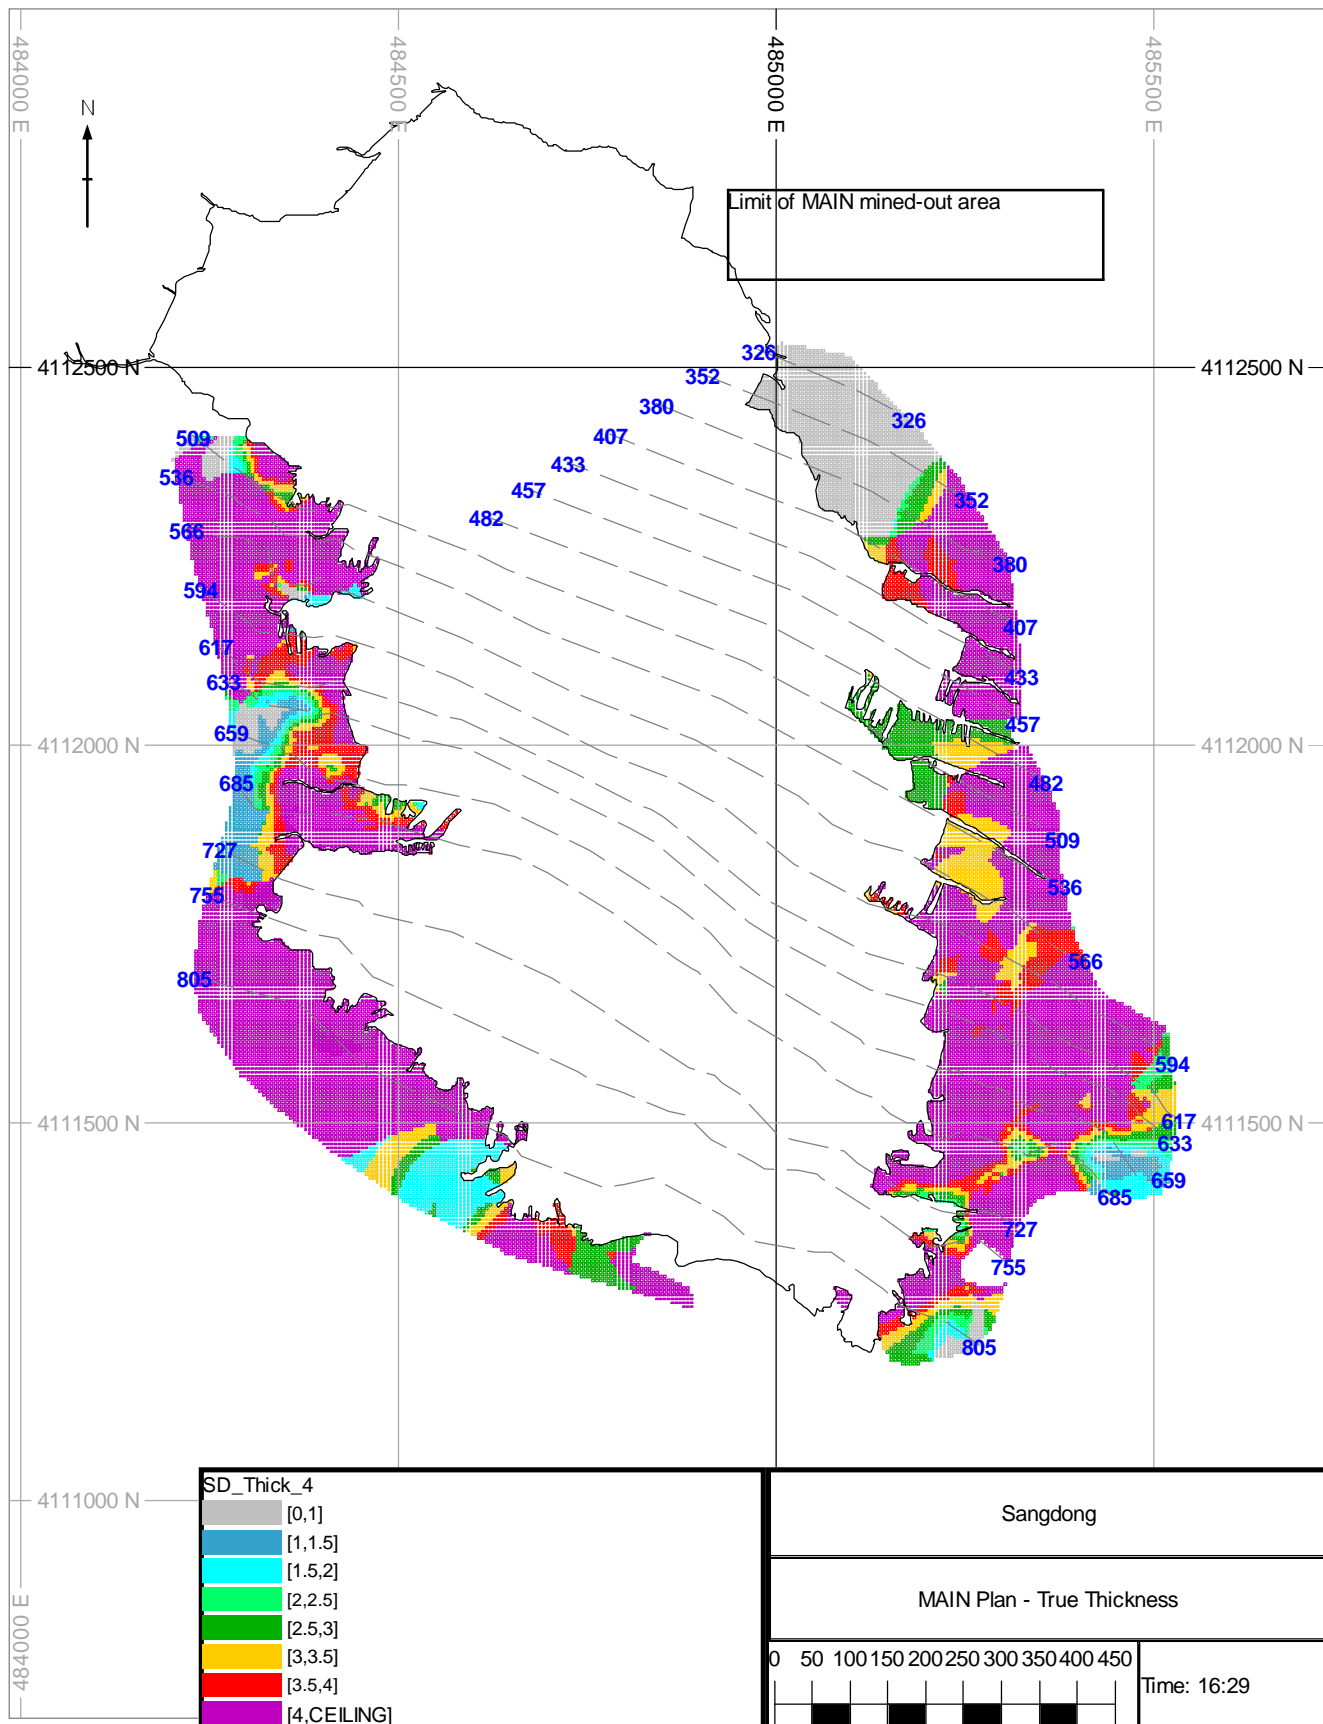 484000 E
484500 E
485000 E
485500 E
N
Limit of MAIN mined-out area
326
4112500 N
4112500 N
352
380
326
407
509
433
536
457
352
482
566
380
594
407
617
433
633
457
659
4112000 N
4112000 N
685
482
727
509
755
536
566
805
594
4111500 N
4111500 N
617
633
659
685
727
755
805
SD_Thick_4
4111000 N
[0,1]
Sangdong
[1,1.5]
[1.5,2]
[2,2.5]
MAIN Plan - True Thickness
[2.5,3]
484000 E
[3,3.5]
0 50 100 150 200 250 300 350 400 450
[3.5,4]
Time: 16:29
[4,CEILING]